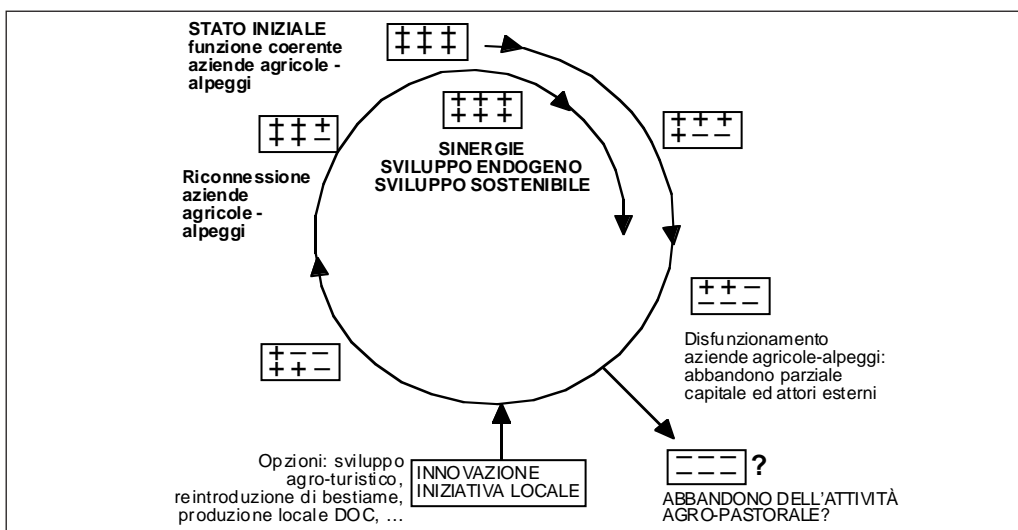 STATO INIZIALE
funzione coerente
aziende agricole -
alpeggi
‡ ‡ ‡
‡ ‡ +
‡ ‡ −
+ + +
+ + +
+ + +
+ − −
SINERGIE
SVILUPPO ENDOGENO
SVILUPPO SOSTENIBILE
Riconnessione
aziende
agricole -
alpeggi
+ + −
− − −
Disfunzionamento
aziende agricole-alpeggi:
abbandono parziale
capitale ed attori esterni
+ − −
+ + −
Opzioni: sviluppo
agro-turistico,
reintroduzione di bestiame,
produzione locale DOC, ...
INNOVAZIONE
INIZIATIVA LOCALE
− − −
− − −
?
ABBANDONO DELL'ATTIVITÀ
AGRO-PASTORALE?